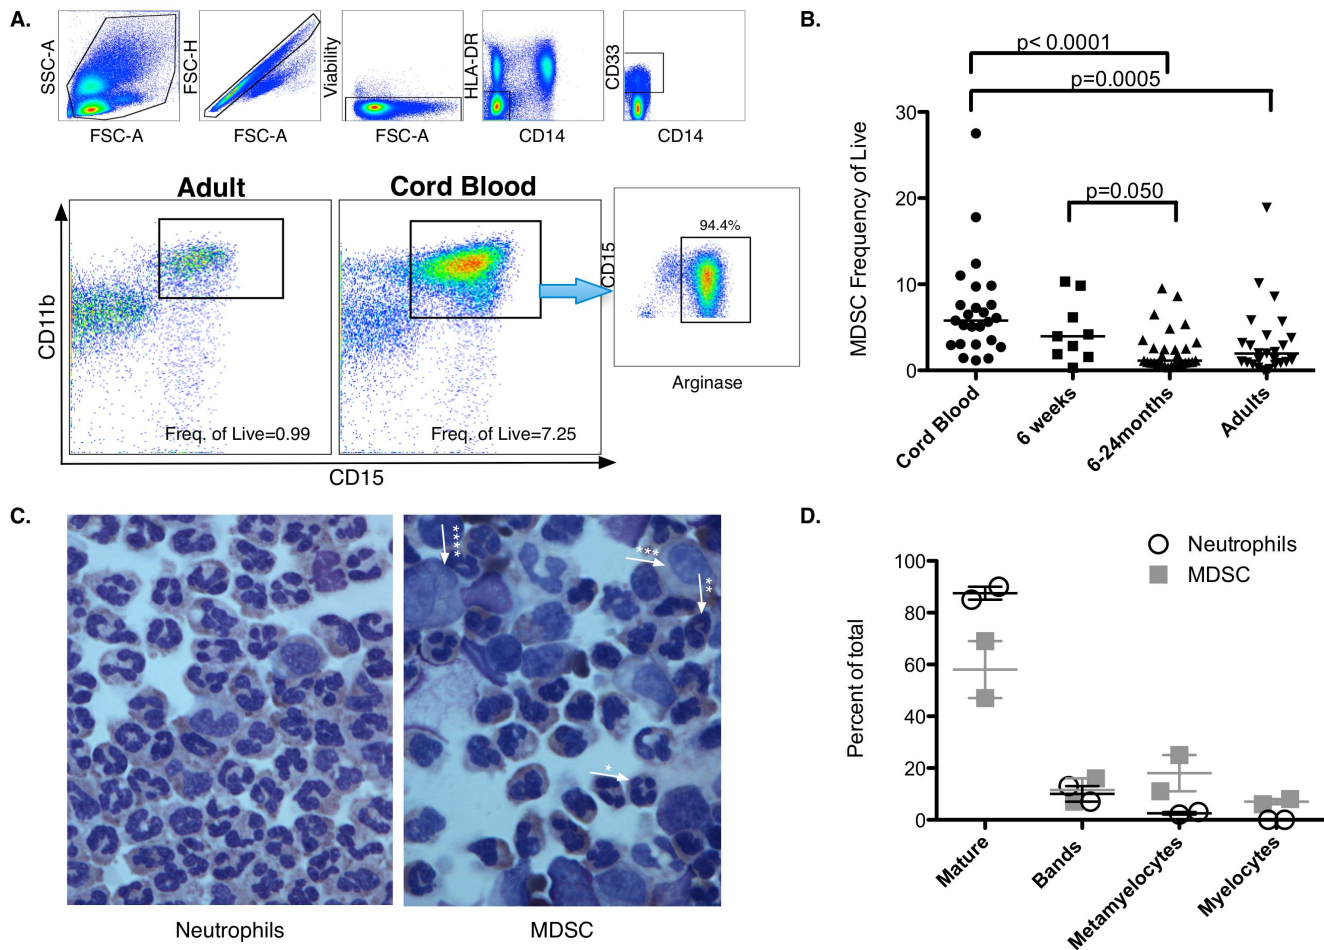 A.
SSC-A
FSC-A
FSC-H
FSC-A
Viability
FSC-A
HLA-DR
CD14
CD33
CD14
Adult
Cord Blood
CD11b
Freq. of Live=0.99
Freq. of Live=7.25
CD15
CD15
94.4%
Arginase
B.
p< 0.0001
p=0.0005
p=0.050
MDSC Frequency of Live
30
20
10
0
Cord Blood
6 weeks
6-24months
Adults
C.
****
***
**
*
Neutrophils
MDSC
D.
Neutrophils
MDSC
Percent of total
100
80
60
40
20
0
Mature
Bands
Metamyelocytes
Myelocytes